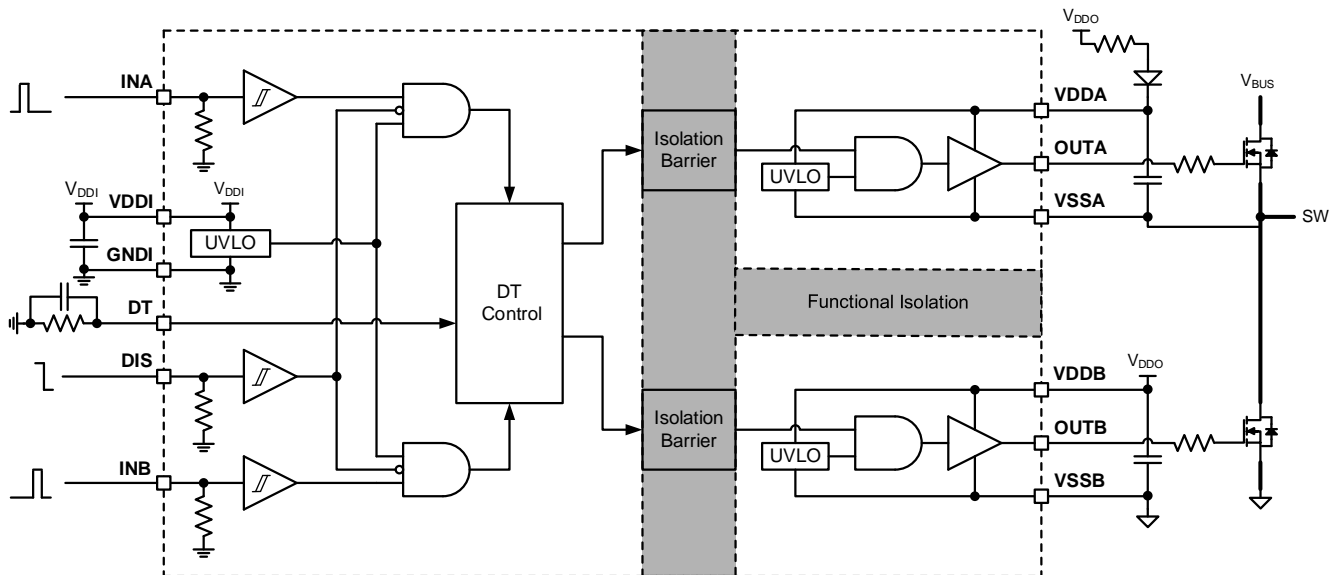 INA
VDDI
VDDI
VDDI
UVLO
GNDI
DT
DIS
INB
DT
Control
Isolation
Barrier
Isolation
Barrier
Functional Isolation
UVLO
UVLO
VDDO
VDDA
OUTA
VSSA
VBUS
SW
VDDB
VDDO
OUTB
VSSB